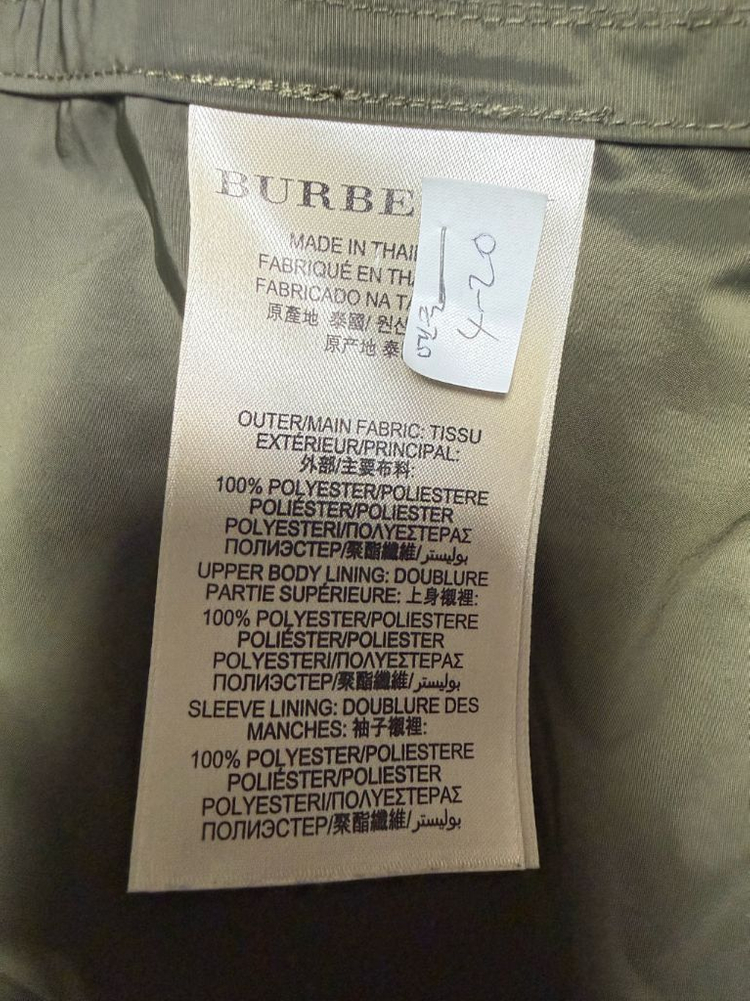 BURBE
MADE IN THAI
FABRIQUÉ EN THA
FABRICADO NA TA
原產地 泰國/ 원산
原产地 泰
4-20
OUTER/MAIN FABRIC: TISSU
EXTÉRIEUR/PRINCIPAL:
外部/主要布料:
100% POLYESTER/POLIESTERE
POLIÉSTER/POLIESTER
POLYESTERI/ΠΟΛΥΕΣΤΕΡΑΣ
ПОЛИЭСТЕР/聚酯纖維/بوليستر
UPPER BODY LINING: DOUBLURE
PARTIE SUPÉRIEURE: 上身襯裡:
100% POLYESTER/POLIESTERE
POLIÉSTER/POLIESTER
POLYESTERI/ΠΟΛΥΕΣΤΕΡΑΣ
ПОЛИЭСТЕР/聚酯纖維/بوليستر
SLEEVE LINING: DOUBLURE DES
MANCHES: 袖子襯裡:
100% POLYESTER/POLIESTERE
POLIÉSTER/POLIESTER
POLYESTERI/ΠΟΛΥΕΣΤΕΡΑΣ
ПОЛИЭСТЕР/聚酯纖維/بوليستر